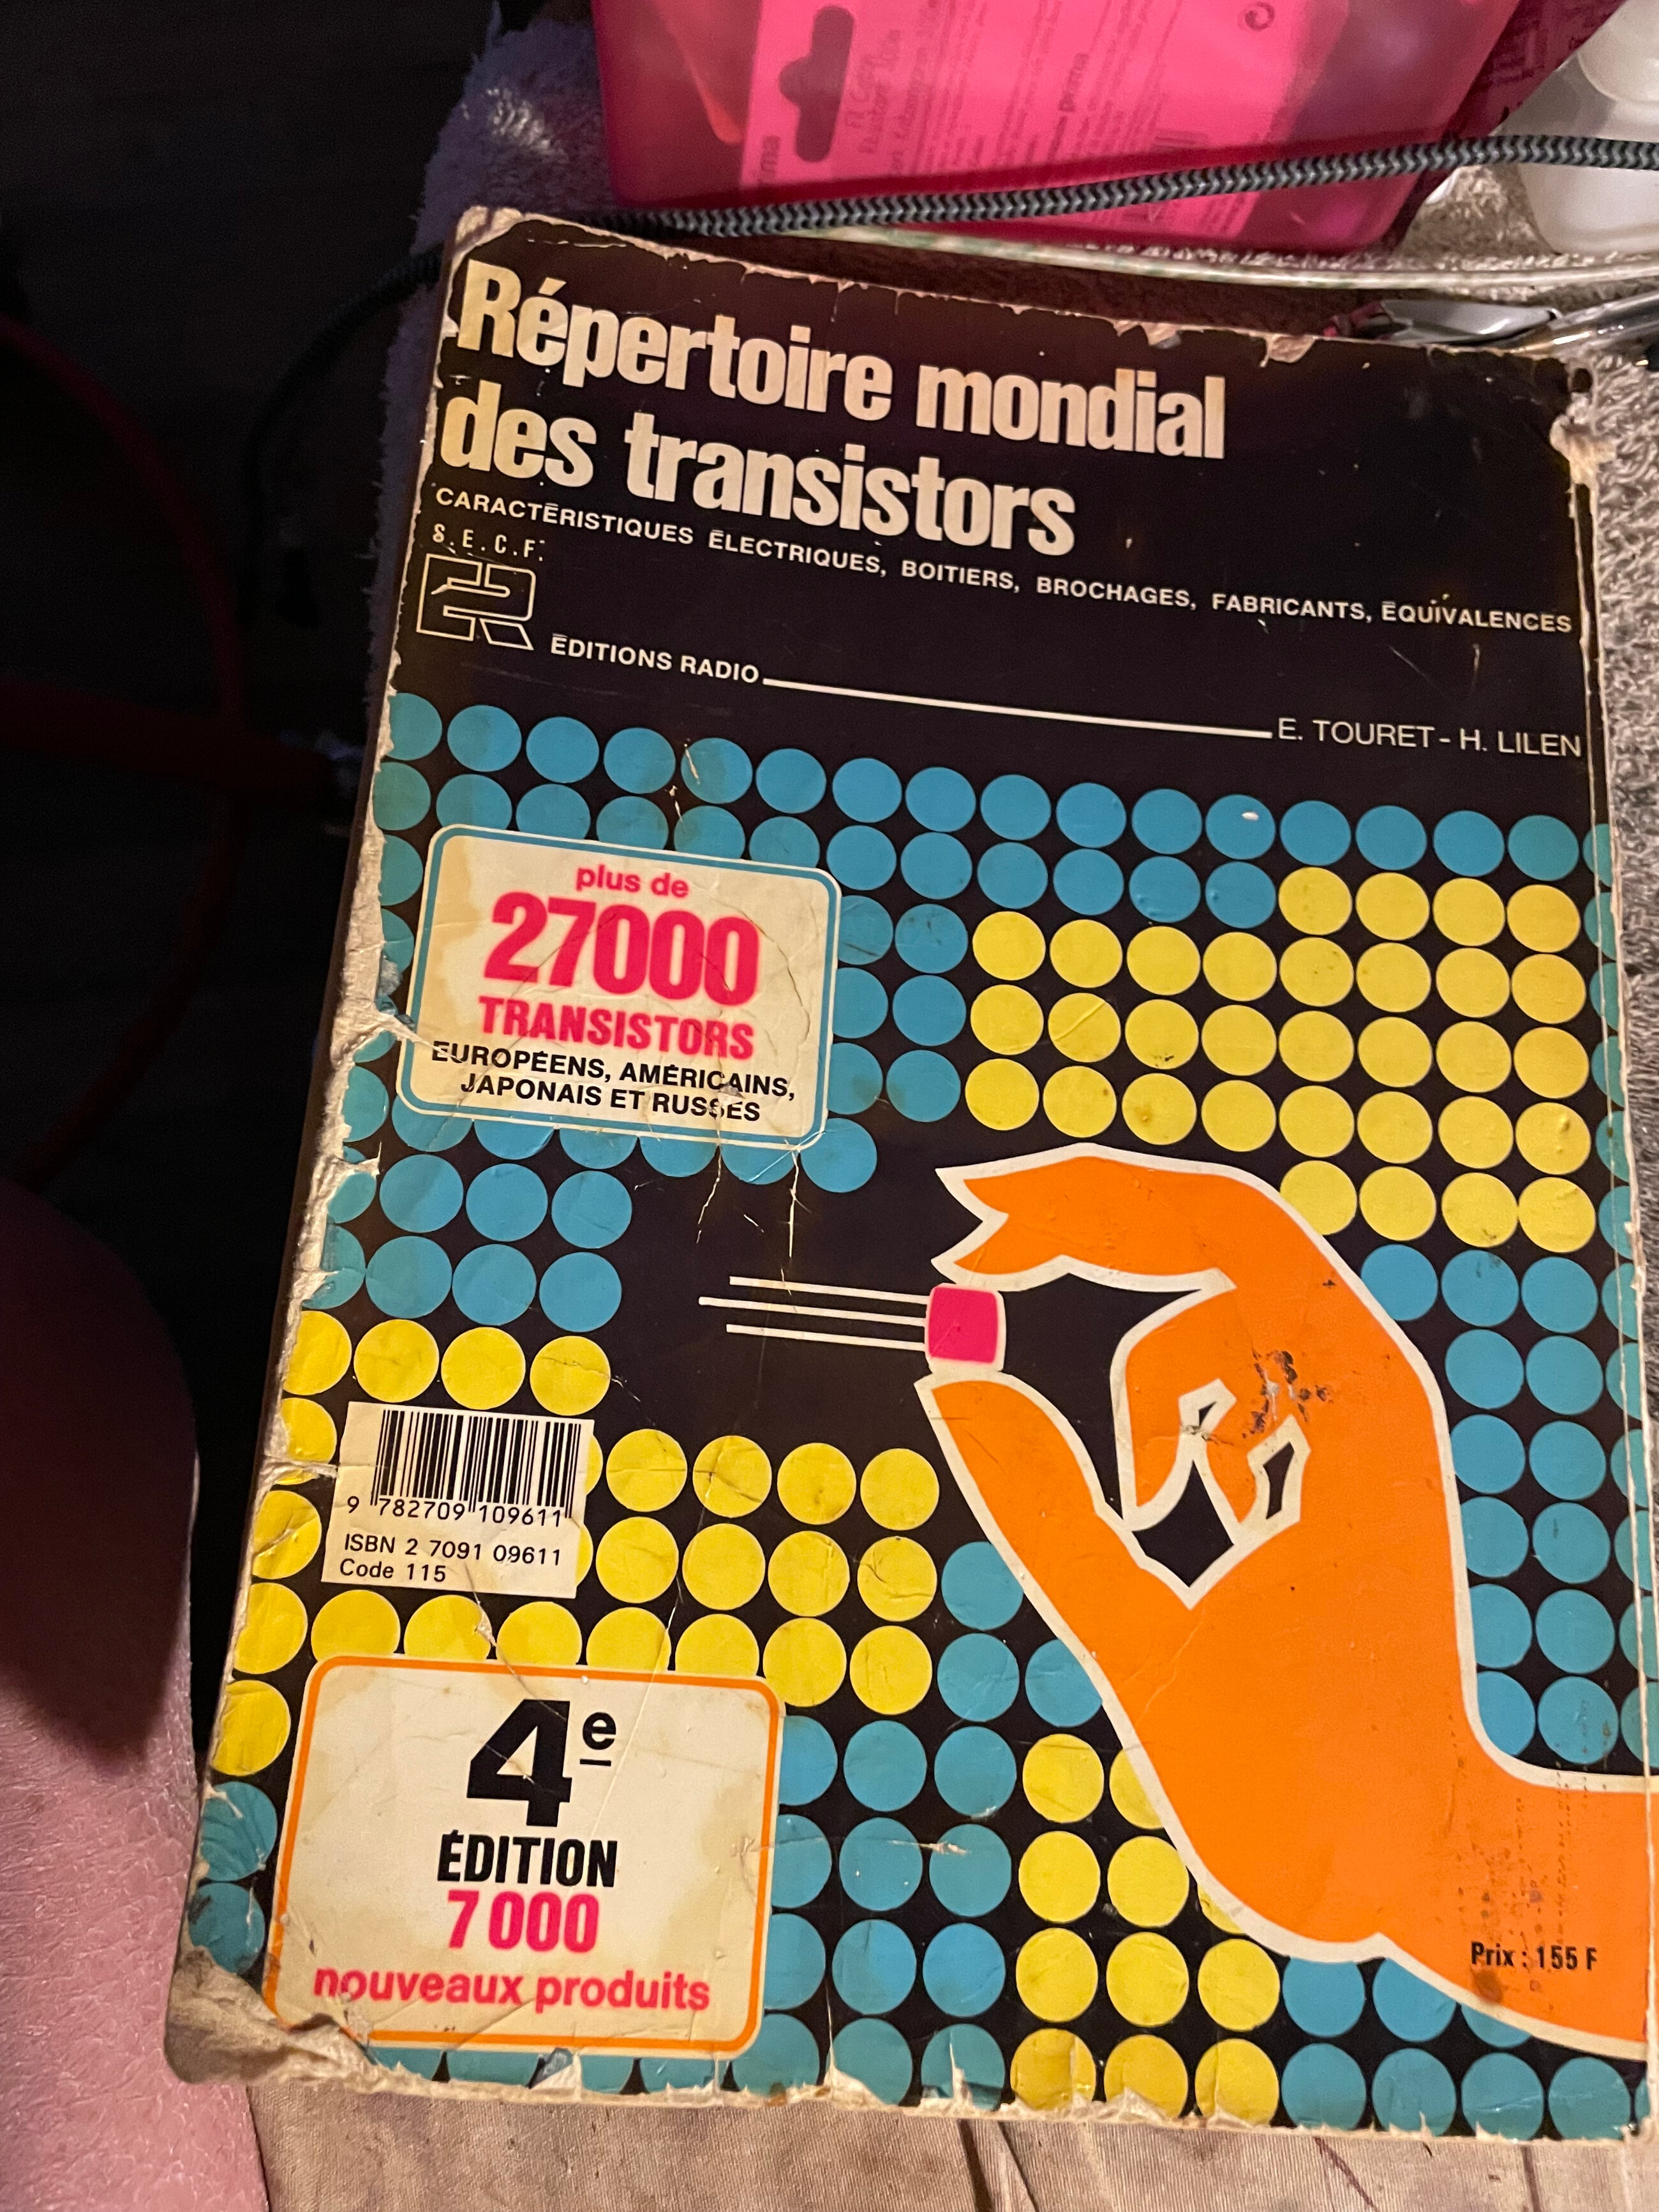 prima
Répertoire mondial
des transistors
CARACTÉRISTIQUES ÉLECTRIQUES, BOITIERS, BROCHAGES, FABRICANTS, ÉQUIVALENCES
S.E.C.F.
ÉDITIONS RADIO
E. TOURET - H. LILEN
plus de
27000
TRANSISTORS
EUROPÉENS, AMÉRICAINS,
JAPONAIS ET RUSSES
9 782709 109611
ISBN 2 7091 09611
Code 115
4e
ÉDITION
7000
nouveaux produits
Prix : 155 F